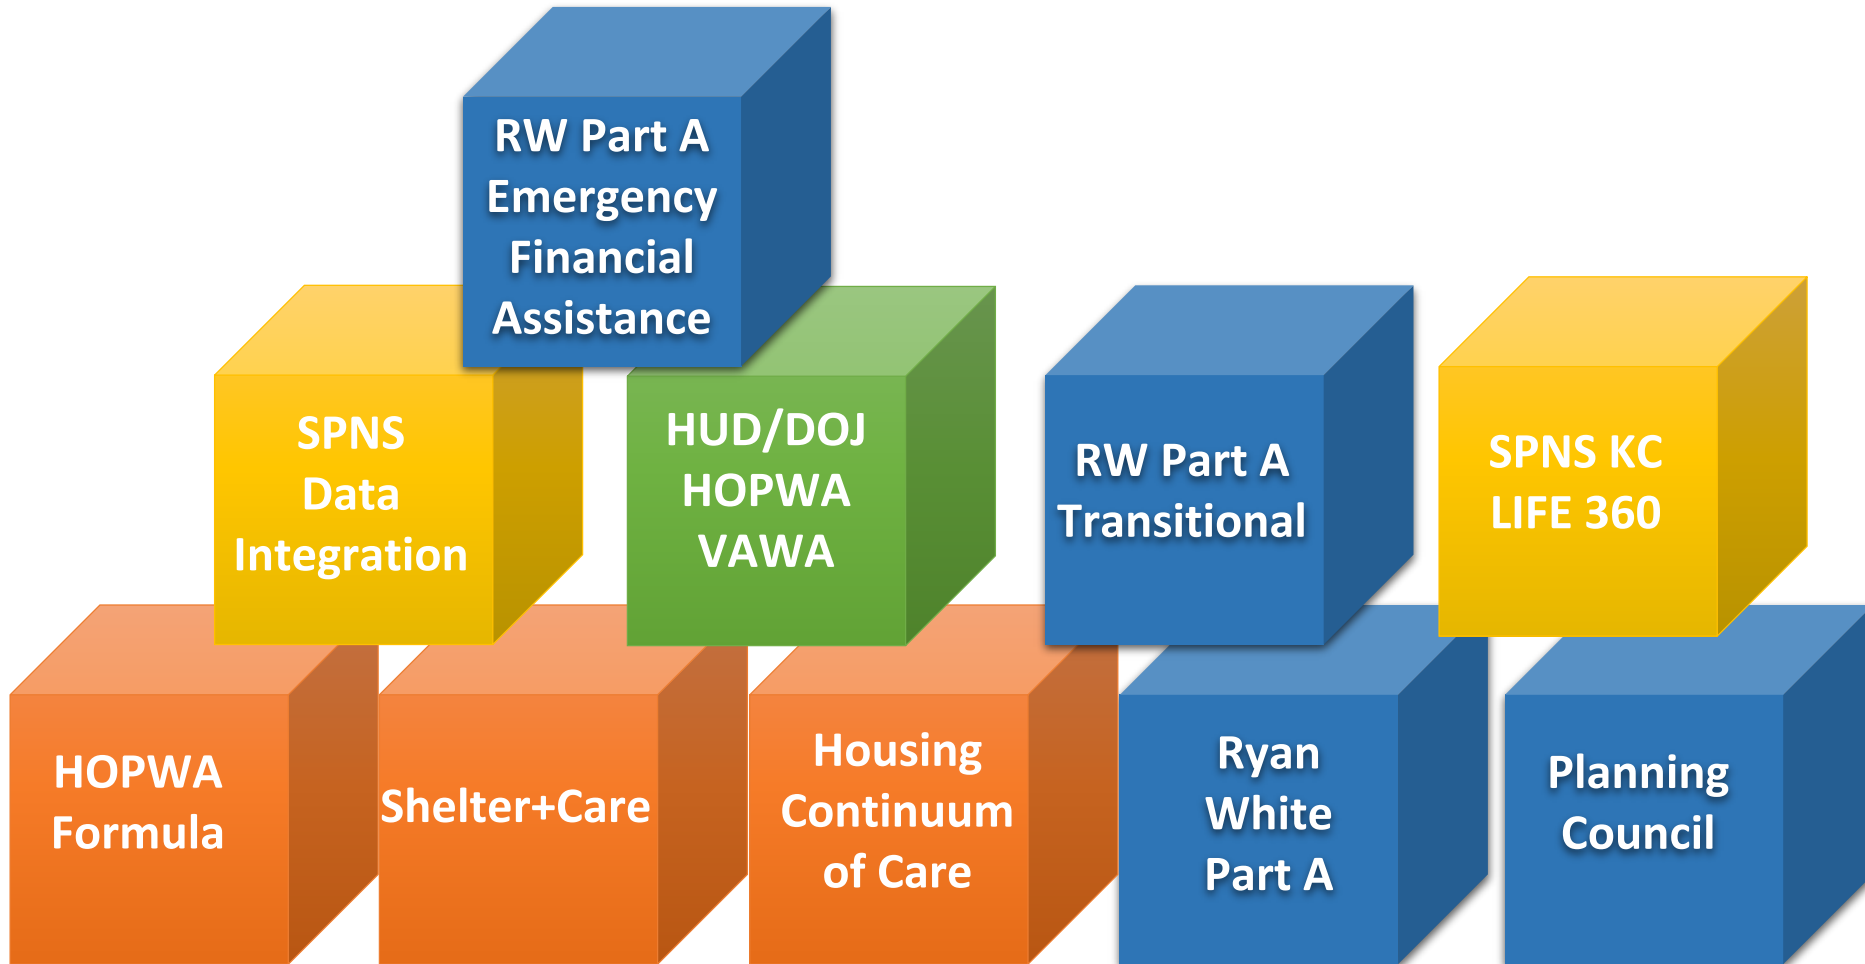 RW Part A
Emergency
Financial
Assistance
SPNS
Data
Integration
HUD/DOJ
HOPWA
VAWA
RW Part A
Transitional
SPNS KC
LIFE 360
HOPWA
Formula
Shelter+Care
Housing
Continuum
of Care
Ryan
White
Part A
Planning
Council